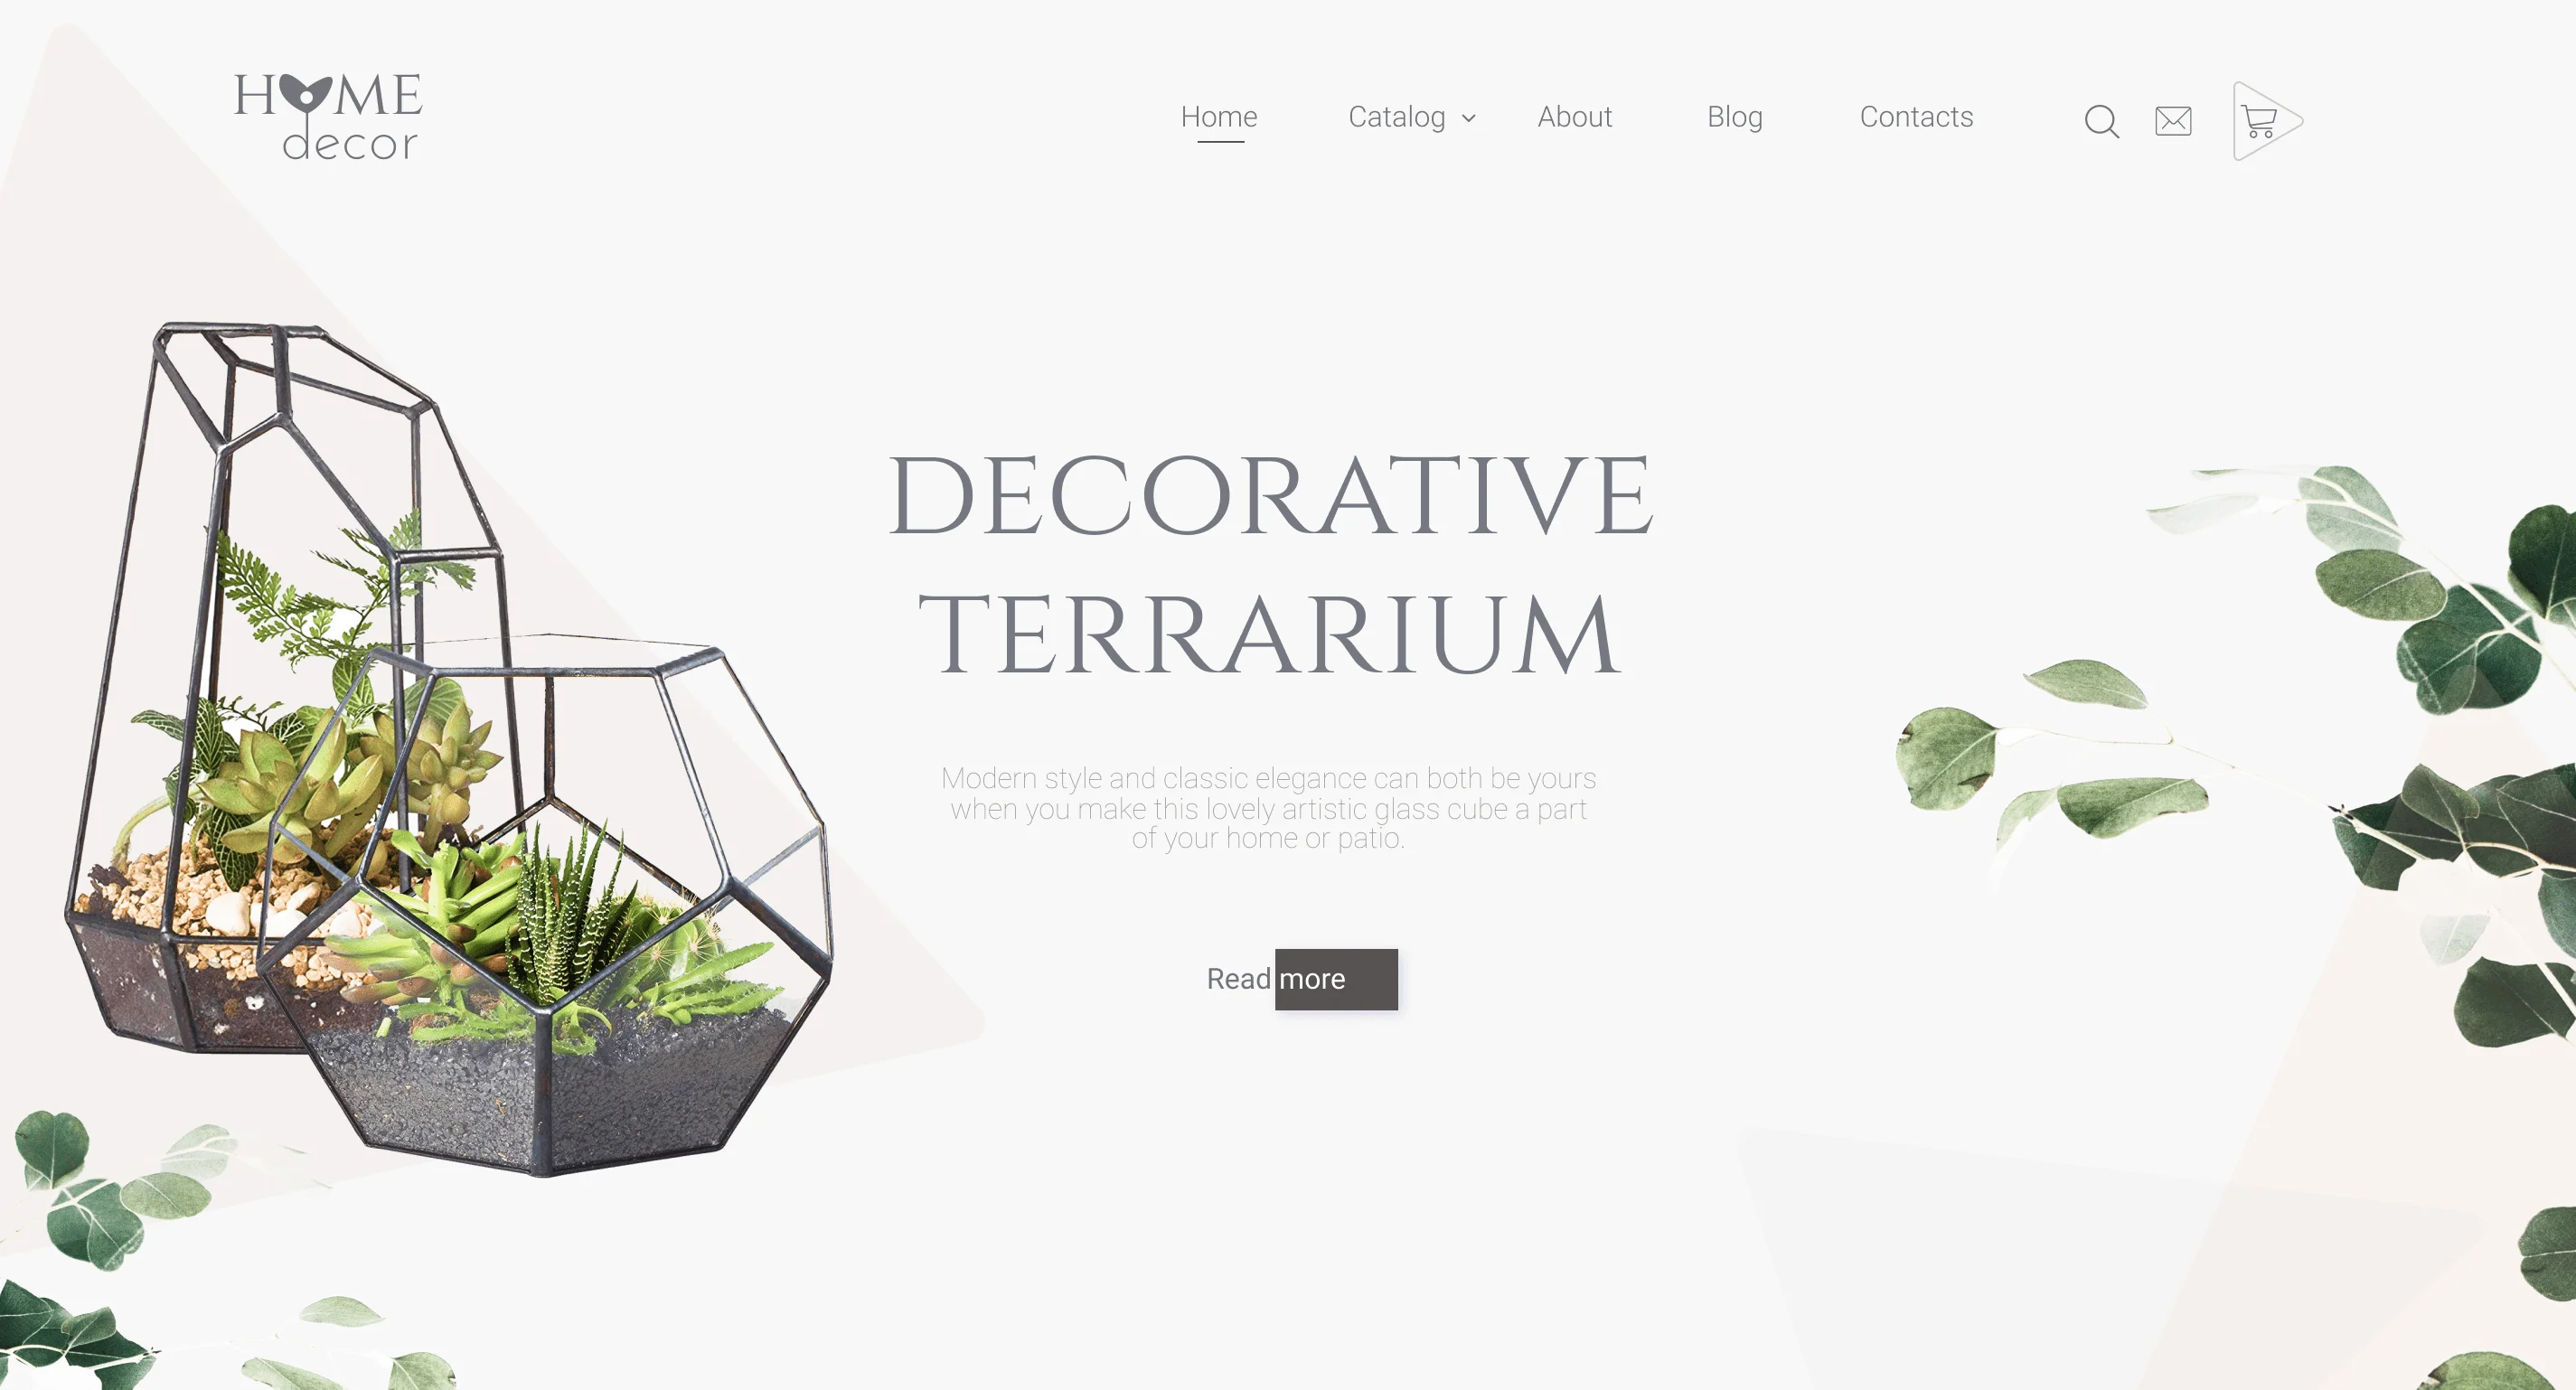 HOME
decor
Home
Catalog
About
Blog
Contacts
DECORATIVE
TERRARIUM
Modern style and classic elegance can both be yours
when you make this lovely artistic glass cube a part
of your home or patio.
Read more